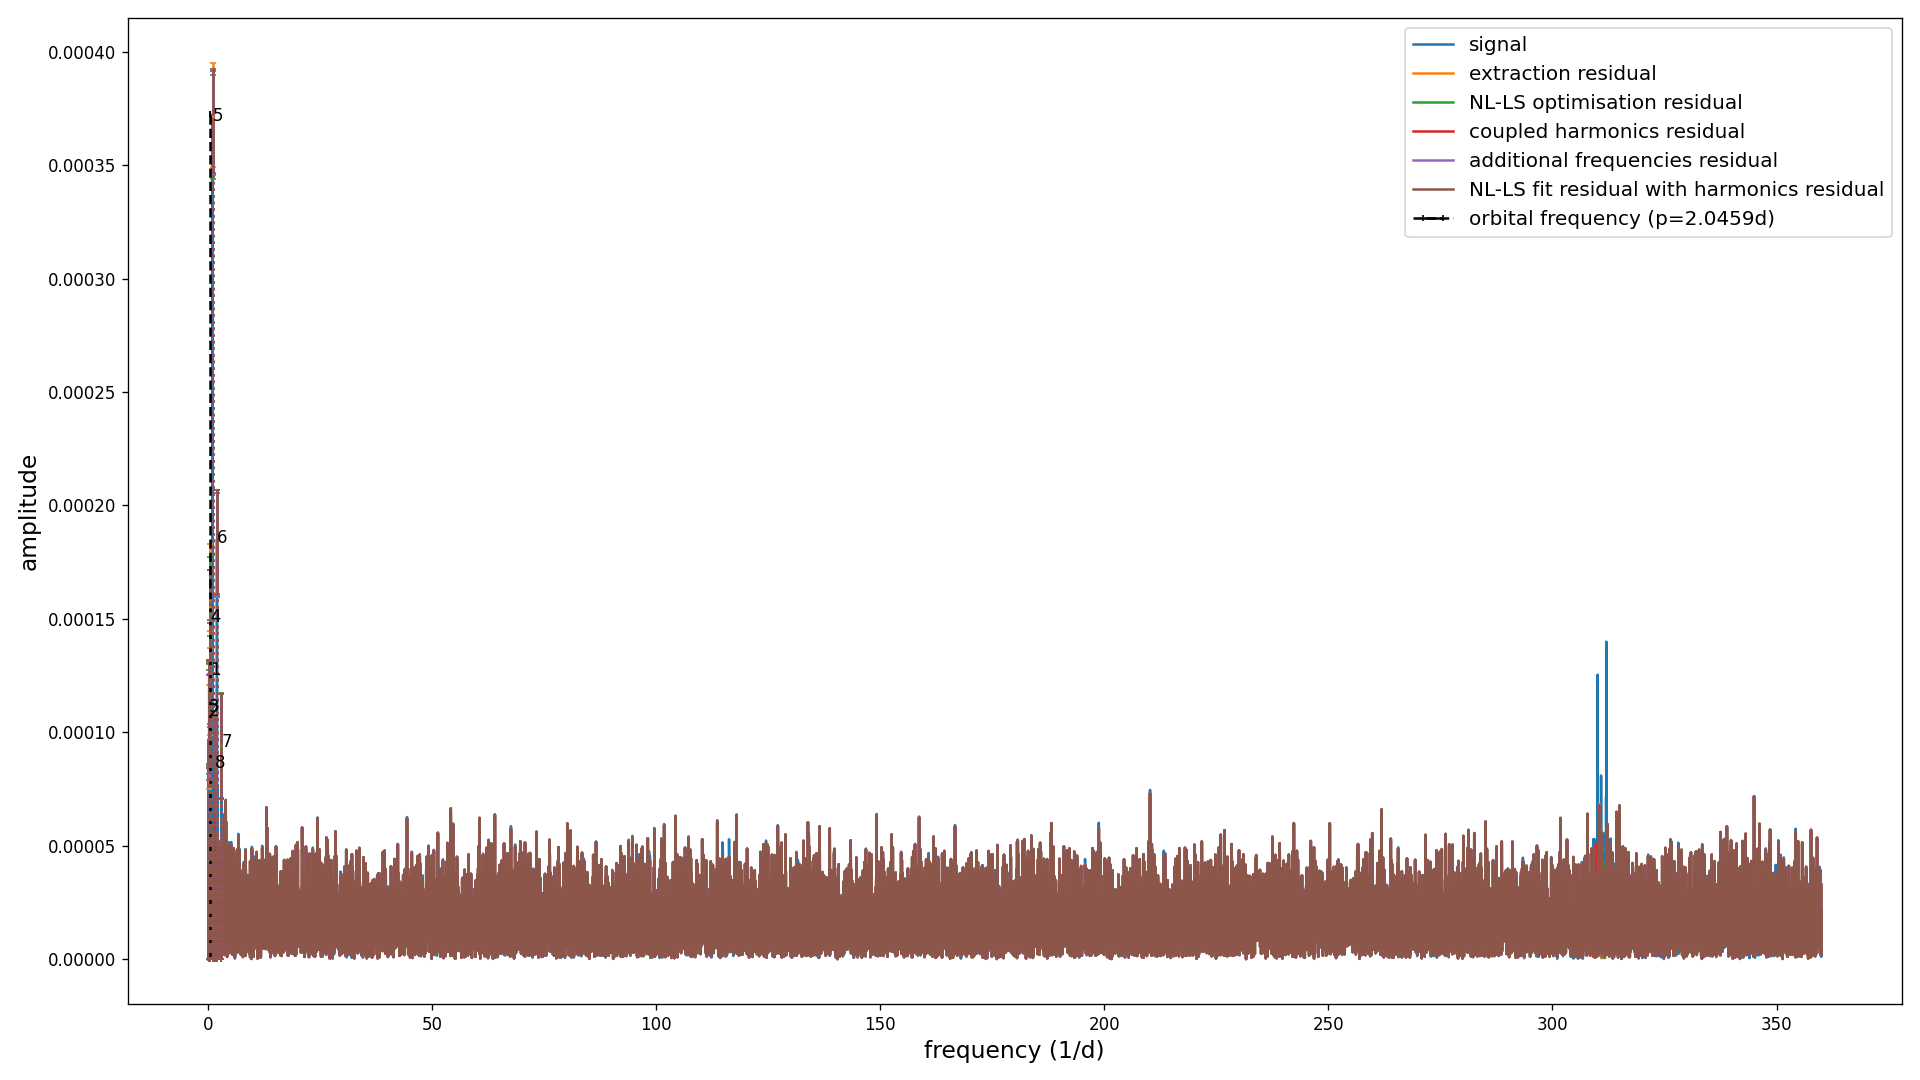 0.00040
0.00035
0.00030
0.00025
0.00020
0.00015
0.00010
0.00005
0.00000
amplitude
5
6
4
1
2
7
8
signal
extraction residual
NL-LS optimisation residual
coupled harmonics residual
additional frequencies residual
NL-LS fit residual with harmonics residual
orbital frequency (p=2.0459d)
0 50 100 150 200 250 300 350
frequency (1/d)